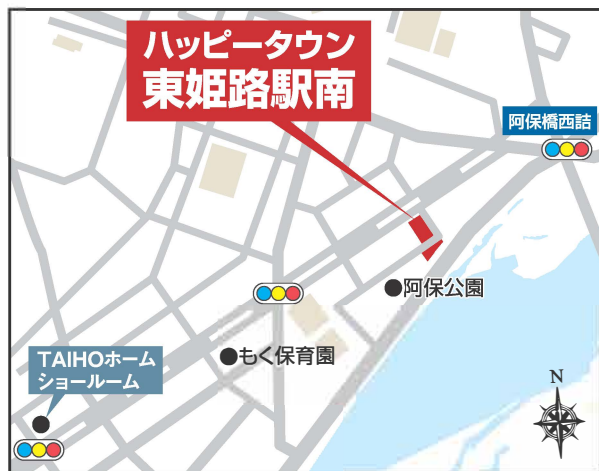 ハッピータウン
東姫路駅南
阿保橋西詰
阿保公園
もく保育園
TAIHOホーム
ショールーム
N